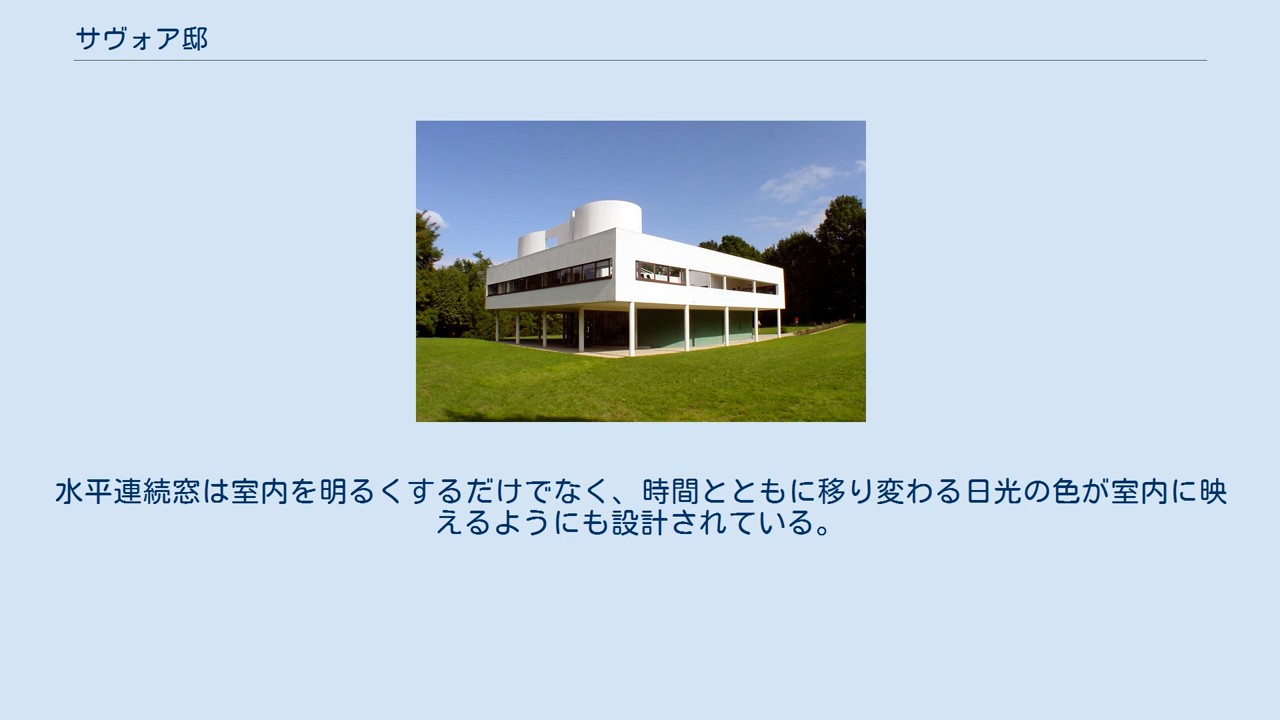 サヴォア邸
水平連続窓は室内を明るくするだけでなく、時間とともに移り変わる日光の色が室内に映
えるようにも設計されている。